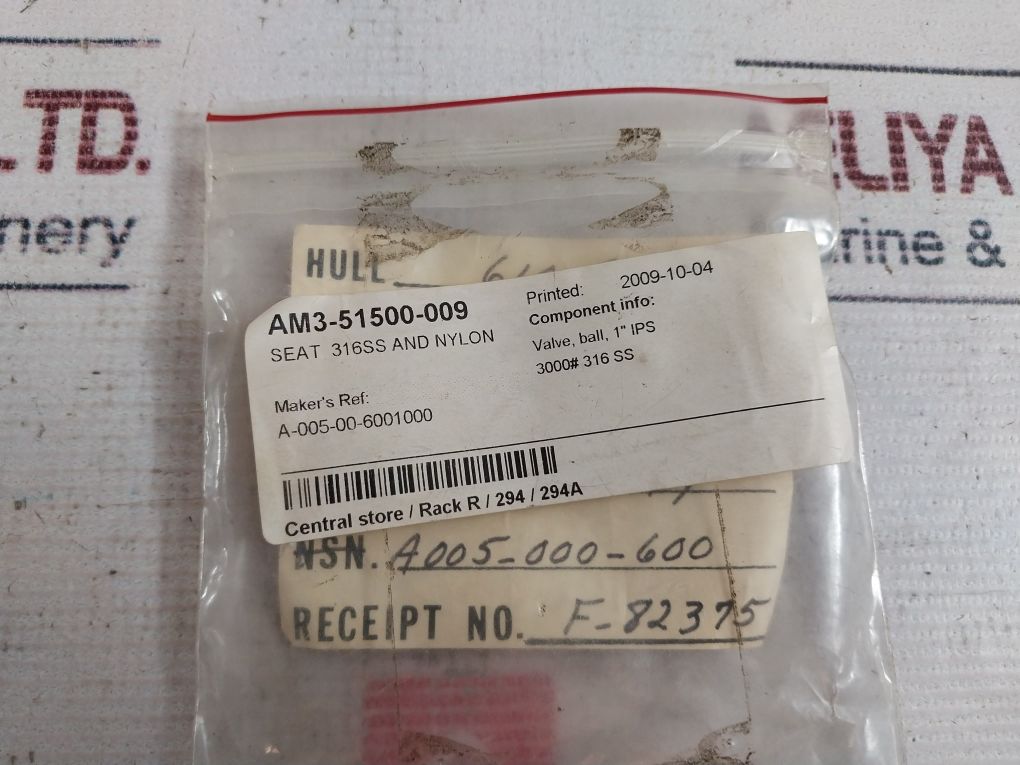 LTD.
nery
ELIYA
rine &
HULL
AM3-51500-009
SEAT 316SS AND NYLON
Printed: 2009-10-04
Component info:
Valve, ball, 1" IPS
3000# 316 SS
Maker's Ref:
A-005-00-6001000
Central store / Rack R / 294 / 294A
NSN. A005-000-600
RECEIPT NO. F-82375